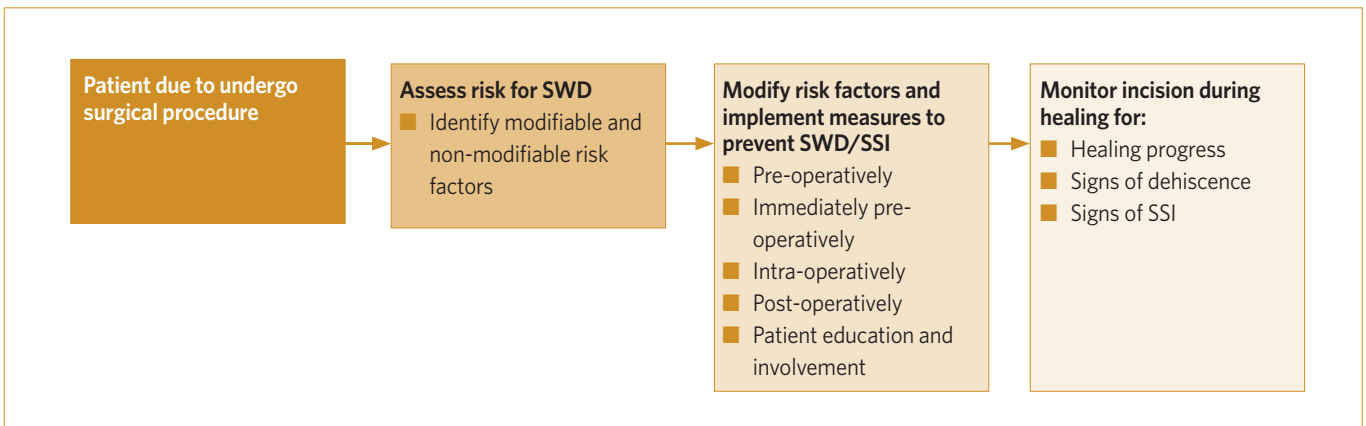 Patient due to undergo
surgical procedure
Assess risk for SWD
Identify modifiable and
non-modifiable risk
factors
Modify risk factors and
implement measures to
prevent SWD/SSI
Pre-operatively
Immediately pre-
operatively
Intra-operatively
Post-operatively
Patient education and
involvement
Monitor incision during
healing for:
Healing progress
Signs of dehiscence
Signs of SSI